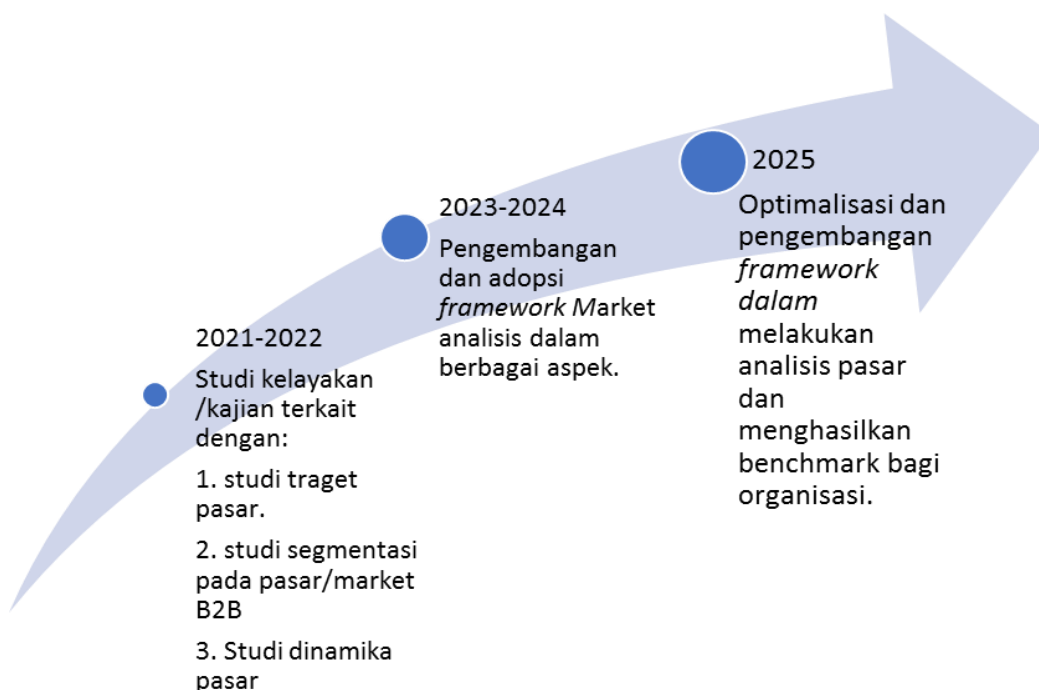 2021-2022
Studi kelayakan
/kajian terkait
dengan:
1. studi traget
pasar.
2. studi segmentasi
pada pasar/market
B2B
3. Studi dinamika
pasar
2023-2024
Pengembangan
dan adopsi
framework Market
analisis dalam
berbagai aspek.
2025
Optimalisasi dan
pengembangan
framework
dalam
melakukan
analisis pasar
dan
menghasilkan
benchmark bagi
organisasi.